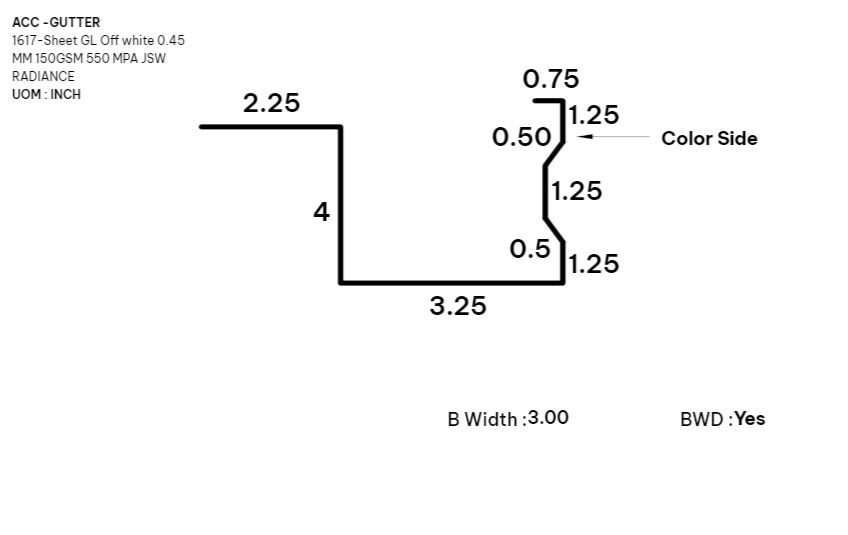 ACC -GUTTER
1617-Sheet GL Off white 0.45
MM 150GSM 550 MPA JSW
RADIANCE
UOM : INCH
0.75
2.25
1.25
0.50
Color Side
1.25
4
0.5
1.25
3.25
B Width :3.00
BWD :Yes